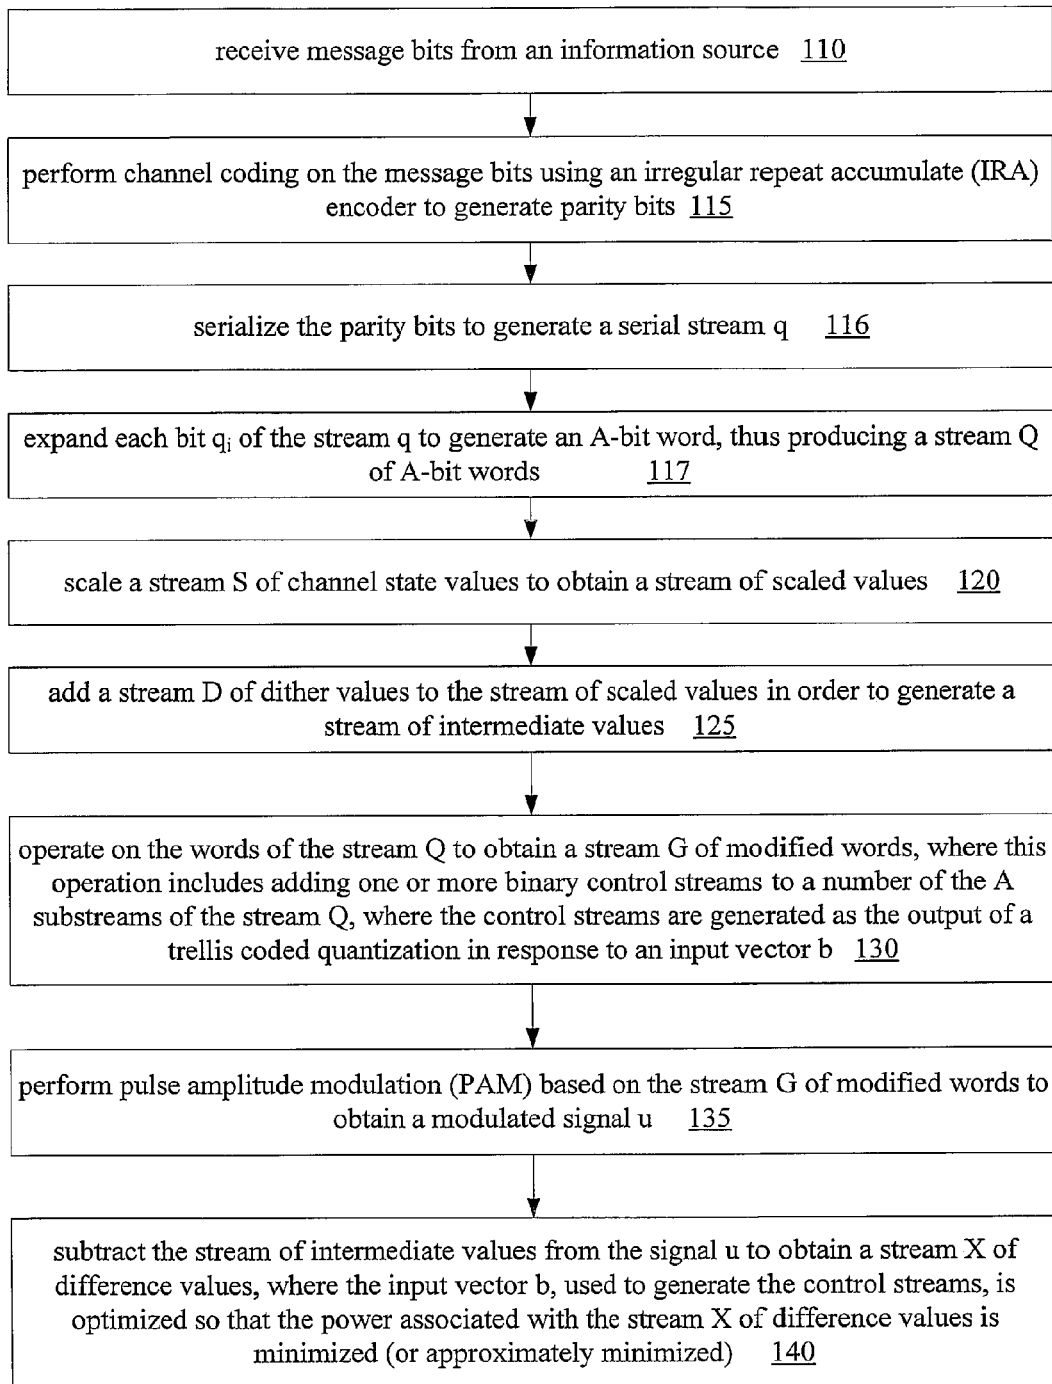 receive message bits from an information source 110
perform channel coding on the message bits using an irregular repeat accumulate (IRA)
encoder to generate parity bits 115
serialize the parity bits to generate a serial stream q 116
expand each bit qi of the stream q to generate an A-bit word, thus producing a stream Q
of A-bit words 117
scale a stream S of channel state values to obtain a stream of scaled values 120
add a stream D of dither values to the stream of scaled values in order to generate a
stream of intermediate values 125
operate on the words of the stream Q to obtain a stream G of modified words, where this
operation includes adding one or more binary control streams to a number of the A
substreams of the stream Q, where the control streams are generated as the output of a
trellis coded quantization in response to an input vector b 130
perform pulse amplitude modulation (PAM) based on the stream G of modified words to
obtain a modulated signal u 135
subtract the stream of intermediate values from the signal u to obtain a stream X of
difference values, where the input vector b, used to generate the control streams, is
optimized so that the power associated with the stream X of difference values is
minimized (or approximately minimized) 140